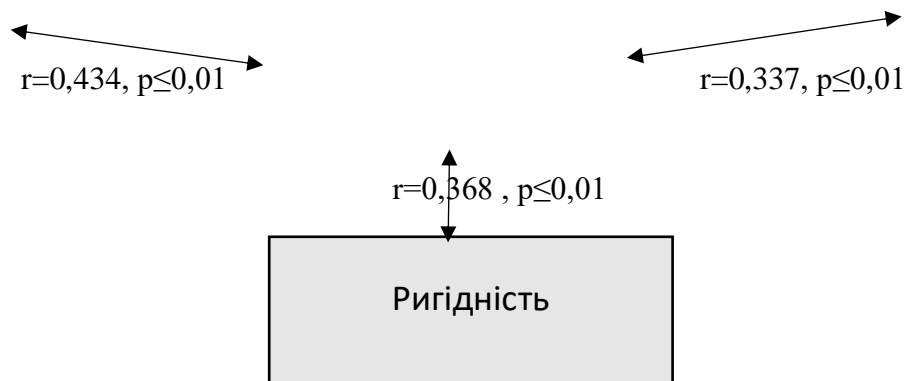 r=0,434, p≤0,01
r=0,337, p≤0,01
r=0,368 , p≤0,01
Ригідність